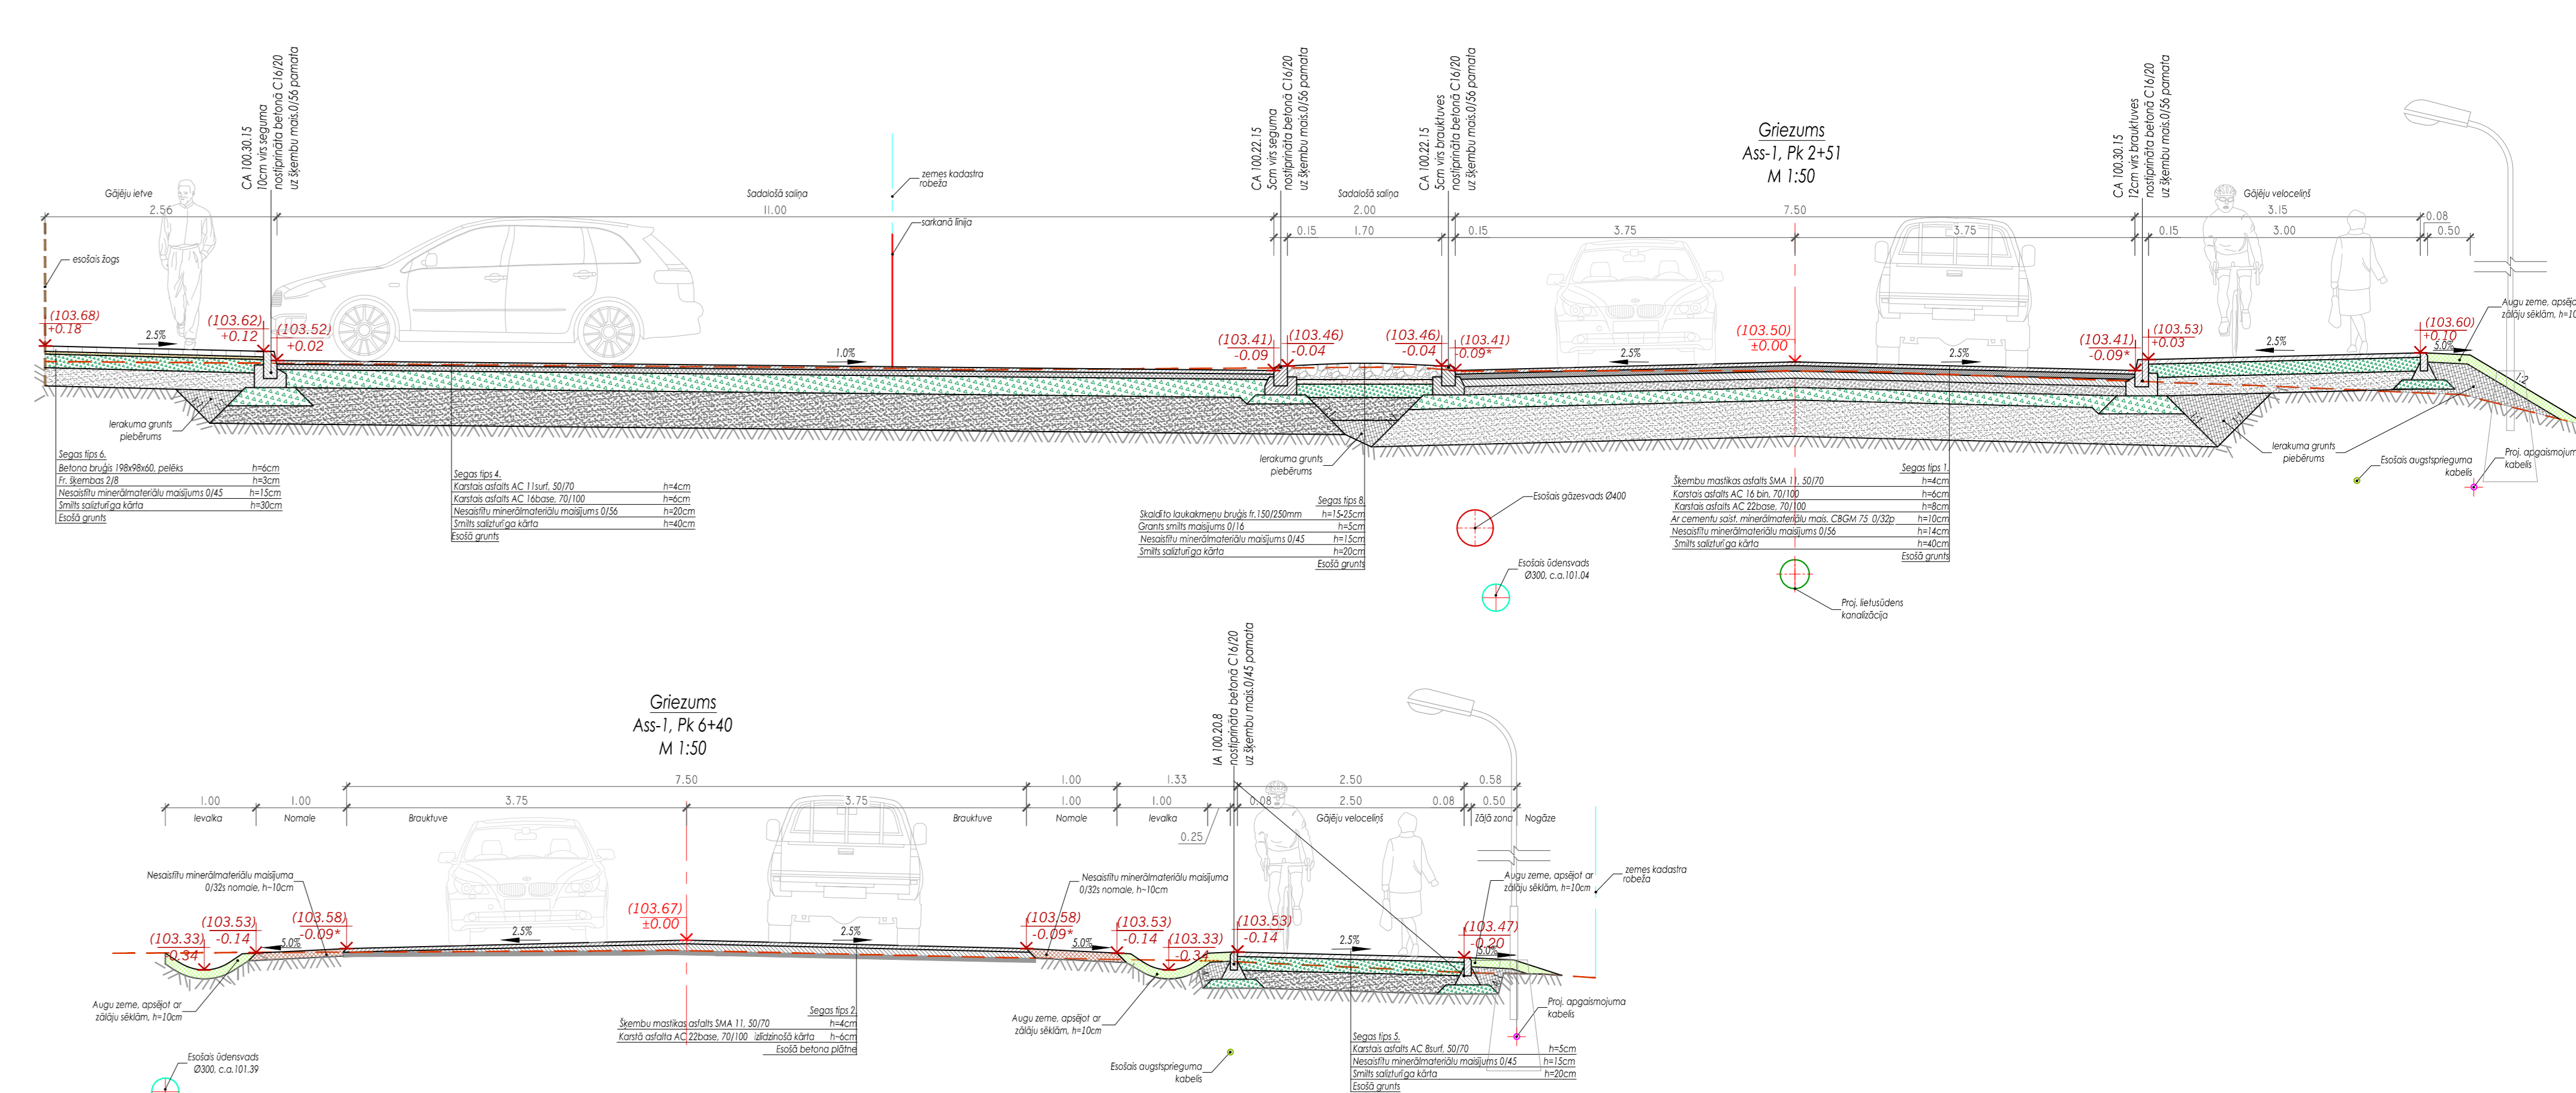 CA 100.30.15
10cm virs seguma
nostiprināta betonā C16/20
uz šķembu mais.0/56 pamata
CA 100.22.15
5cm virs seguma
nostiprināta betonā C16/20
uz šķembu mais.0/56 pamata
CA 100.22.15
5cm virs brauktuves
nostiprināta betonā C16/20
uz šķembu mais.0/56 pamata
Griezums
Ass-1, Pk 2+51
M 1:50
CA 100.30.15
12cm virs brauktuves
nostiprināta betonā C16/20
uz šķembu mais.0/56 pamata
Gājēju ietve
Sadalošā saliņa
zemes kadastra
robeža
Sadalošā saliņa
Gājēju veloceliņš
2.56
11.00
2.00
7.50
3.15
0.08
sarkanā līnija
0.15
1.70
0.15
3.75
3.75
0.15
3.00
0.50
esošais žogs
(103.68)
+0.18
2.5%
(103.62)
+0.12
(103.52)
+0.02
1.0%
(103.41)
-0.09
(103.46)
-0.04
(103.46)
-0.04
(103.41)
-0.09*
2.5%
(103.50)
±0.00
2.5%
(103.41)
-0.09*
(103.53)
+0.03
2.5%
(103.60)
+0.10
5.0%
Augu zeme, apsējo
zālāju sēklām, h=10
Ierakuma grunts
piebērums
Ierakuma grunts
piebērums
Ierakuma grunts
piebērums
Esošais augstsprieguma
kabelis
Proj. apgaismojum
kabelis
Segas tips 6.
Betona bruģis 198x98x60, pelēks h=6cm
Fr. šķembas 2/8 h=3cm
Nesaistītu minerālmateriālu maisījums 0/45 h=15cm
Smilts salizturīga kārta h=30cm
Esošā grunts
Segas tips 4.
Karstais asfalts AC 11surf, 50/70 h=4cm
Karstais asfalts AC 16base, 70/100 h=6cm
Nesaistītu minerālmateriālu maisījums 0/56 h=20cm
Smilts salizturīga kārta h=40cm
Esošā grunts
Segas tips 8.
Skaldīto laukakmeņu bruģis fr.150/250mm h=15-25cm
Grants smilts maisījums 0/16 h=5cm
Nesaistītu minerālmateriālu maisījums 0/45 h=15cm
Smilts salizturīga kārta h=20cm
Esošā grunts
Esošais gāzesvads Ø400
Esošais ūdensvads
Ø300, c.a.101.04
Segas tips 1.
Šķembu mastikas asfalts SMA 11, 50/70 h=4cm
Karstais asfalts AC 16 bin. 70/100 h=6cm
Karstais asfalts AC 22base, 70/100 h=8cm
Ar cementu saist. minerālmateriālu mais. CBGM 75 0/32p h=10cm
Nesaistītu minerālmateriālu maisījums 0/56 h=14cm
Smilts salizturīga kārta h=40cm
Esošā grunts
Proj. lietusūdens
kanalizācija
Griezums
Ass-1, Pk 6+40
M 1:50
IA 100.20.8
nostiprināta betonā C16/20
uz šķembu mais.0/45 pamata
7.50
1.00
1.33
2.50
0.58
1.00
1.00
3.75
3.75
1.00
1.00
0.08
2.50
0.08
0.50
Ievalka
Nomale
Brauktuve
Brauktuve
Nomale
Ievalka
0.25
Gājēju veloceliņš
Zāļā zona
Nogāze
Nesaistītu minerālmateriālu maisījuma
0/32s nomale, h~10cm
Nesaistītu minerālmateriālu maisījuma
0/32s nomale, h~10cm
Augu zeme, apsējot ar
zālāju sēklām, h=10cm
zemes kadastra
robeža
(103.33)
-0.34
(103.53)
-0.14
5.0%
(103.58)
-0.09*
2.5%
(103.67)
±0.00
2.5%
(103.58)
-0.09*
5.0%
(103.53)
-0.14
(103.33)
-0.34
(103.53)
-0.14
2.5%
(103.47)
-0.20
5.0%
Augu zeme, apsējot ar
zālāju sēklām, h=10cm
Segas tips 2.
Šķembu mastikas asfalts SMA 11, 50/70 h=4cm
Karstā asfalta AC 22base, 70/100 izlīdzinošā kārta h~6cm
Esošā betona plātne
Augu zeme, apsējot ar
zālāju sēklām, h=10cm
Proj. apgaismojuma
kabelis
Esošais ūdensvads
Ø300, c.a.101.39
Esošais augstsprieguma
kabelis
Segas tips 5.
Karstais asfalts AC 8surf, 50/70 h=5cm
Nesaistītu minerālmateriālu maisījums 0/45 h=15cm
Smilts salizturīga kārta h=20cm
Esošā grunts